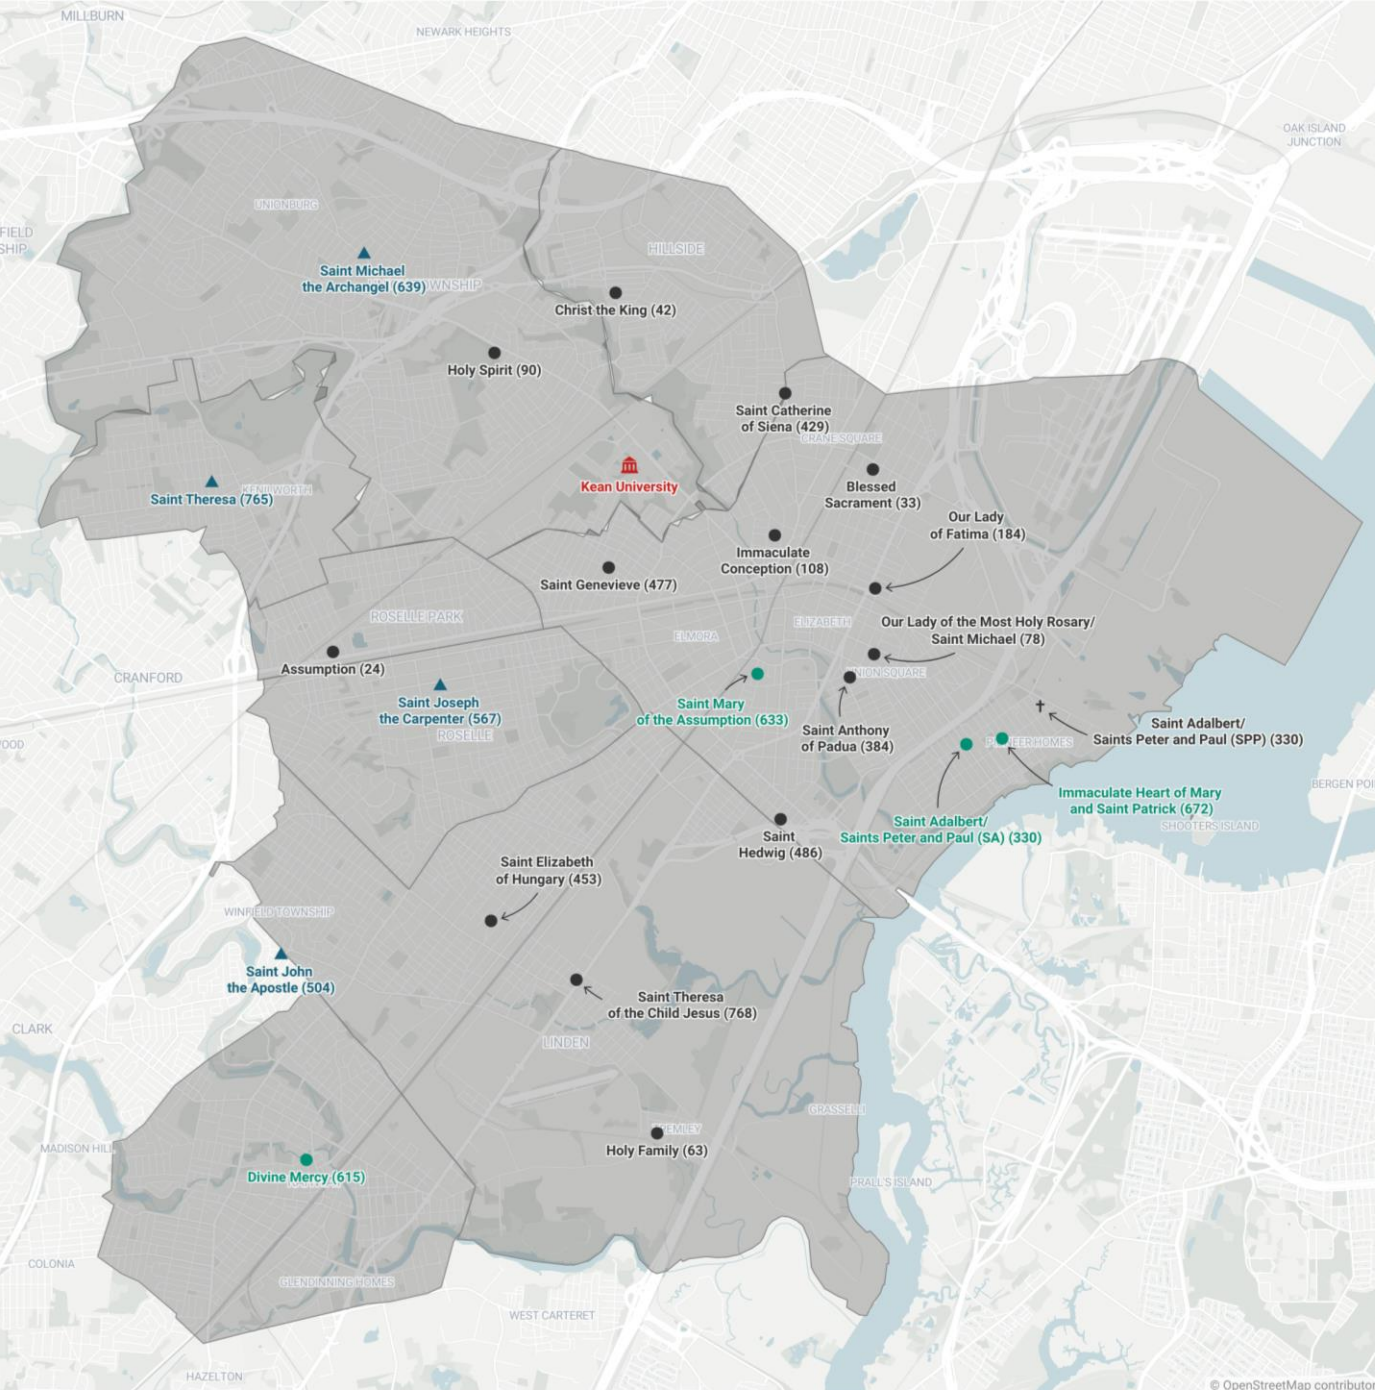 MILLBURN
NEWARK HEIGHTS
OAK ISLAND
JUNCTION
UNIONBURG
FIELD
SHIP
HILLSIDE
Saint Michael
the Archangel (639)
WNSHIP
Christ the King (42)
Holy Spirit (90)
Saint Catherine
of Siena (429)
CRANE SQUARE
Kean University
Saint Theresa (765)
KENILWORTH
Blessed
Sacrament (33)
Our Lady
of Fatima (184)
Immaculate
Conception (108)
Saint Genevieve (477)
ROSELLE PARK
ELMORA
ELIZABETH
Our Lady of the Most Holy Rosary/
Saint Michael (78)
Assumption (24)
UNION SQUARE
CRANFORD
Saint Joseph
the Carpenter (567)
ROSELLE
Saint Mary
of the Assumption (633)
Saint Anthony
of Padua (384)
Saint Adalbert/
Saints Peter and Paul (SPP) (330)
PIONEER HOMES
OOD
BERGEN POI
Immaculate Heart of Mary
and Saint Patrick (672)
SHOOTERS ISLAND
Saint Adalbert/
Saints Peter and Paul (SA) (330)
Saint
Hedwig (486)
Saint Elizabeth
of Hungary (453)
WINFIELD TOWNSHIP
Saint John
the Apostle (504)
Saint Theresa
of the Child Jesus (768)
CLARK
LINDEN
GRASSELLI
TREMLEY
Holy Family (63)
MADISON HILL
Divine Mercy (615)
PRALL'S ISLAND
COLONIA
GLENDINNING HOMES
WEST CARTERET
HAZELTON
© OpenStreetMap contributor